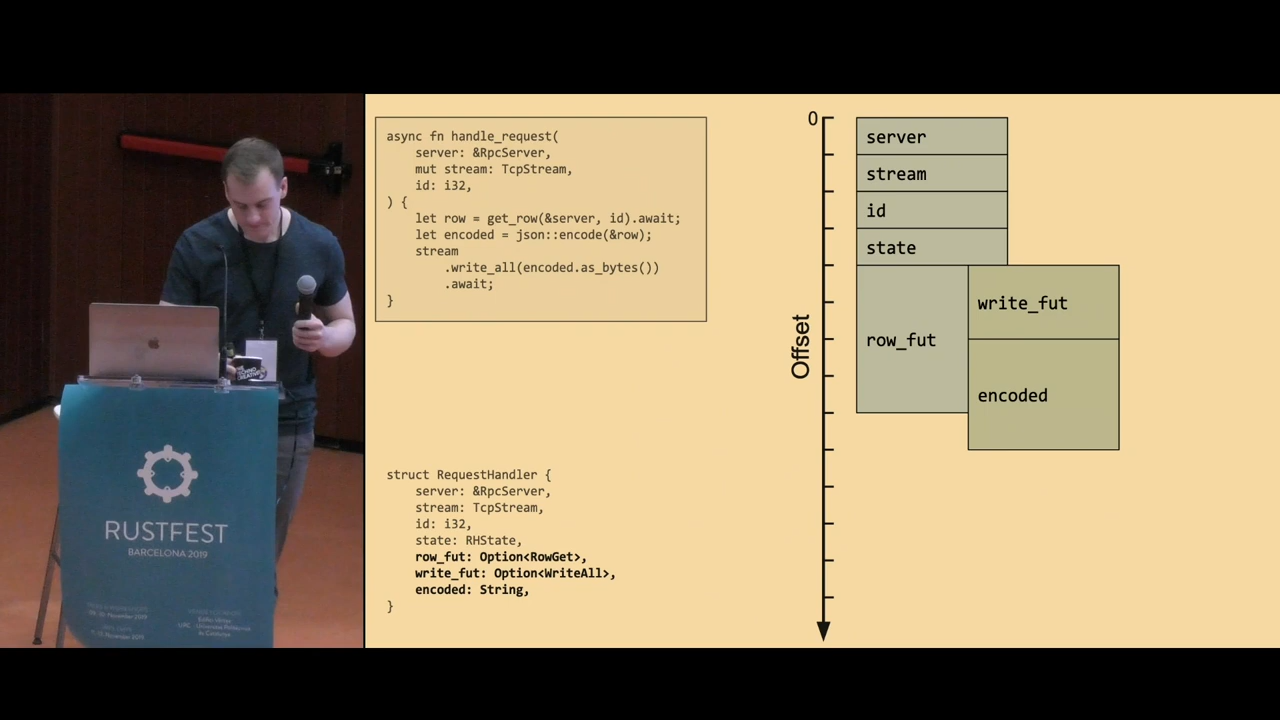 async fn handle_request(
    server: &RpcServer,
    mut stream: TcpStream,
    id: i32,
) {
    let row = get_row(&server, id).await;
    let encoded = json::encode(&row);
    stream
        .write_all(encoded.as_bytes())
        .await;
}
struct RequestHandler {
    server: &RpcServer,
    stream: TcpStream,
    id: i32,
    state: RHState,
    row_fut: Option<RowGet>,
    write_fut: Option<WriteAll>,
    encoded: String,
}
0
Offset
server
stream
id
state
row_fut
write_fut
encoded
RUSTFEST
BARCELONA 2019